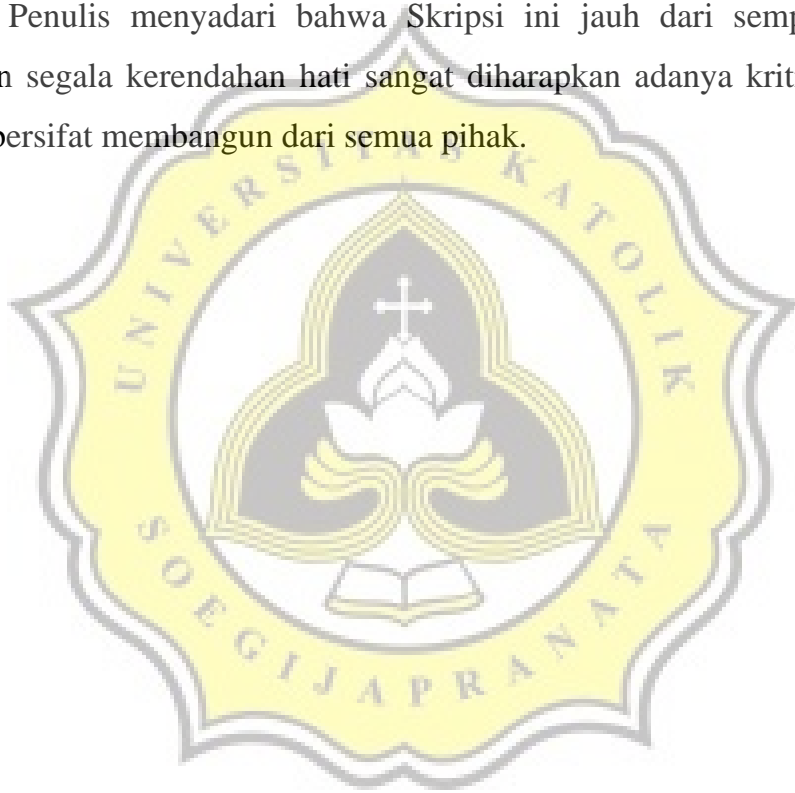 Penulis menyadari bahwa Skripsi ini jauh dari semp
n segala kerendahan hati sangat diharapkan adanya krit
bersifat membangun dari semua pihak.
UNIVERSITAS KATOLIK
SOEGIJAPRANATA